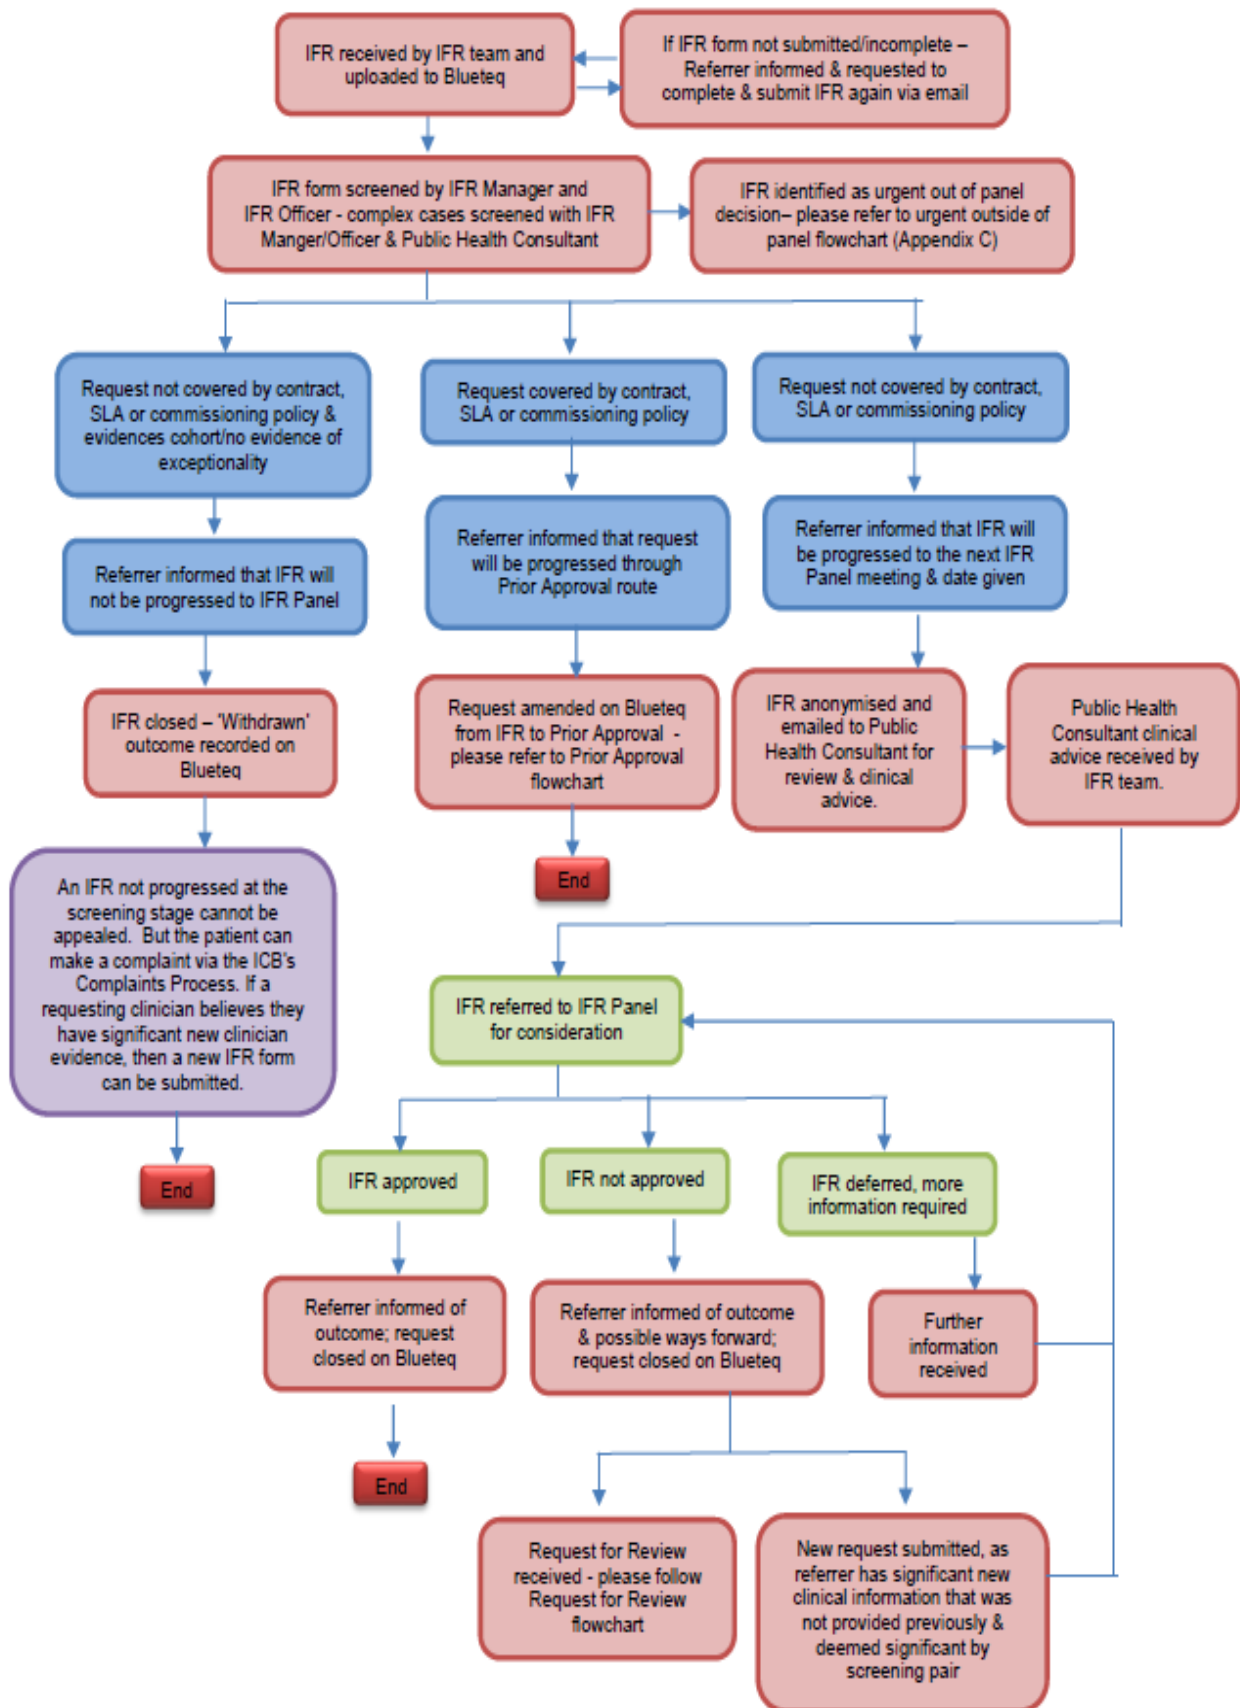 IFR received by IFR team and
uploaded to Blueteq
If IFR form not submitted/incomplete –
Referrer informed & requested to
complete & submit IFR again via email
IFR form screened by IFR Manager and
IFR Officer - complex cases screened with IFR
Manger/Officer & Public Health Consultant
IFR identified as urgent out of panel
decision– please refer to urgent outside of
panel flowchart (Appendix C)
Request not covered by contract,
SLA or commissioning policy &
evidences cohort/no evidence of
exceptionality
Request covered by contract,
SLA or commissioning policy
Request not covered by contract,
SLA or commissioning policy
Referrer informed that IFR will
not be progressed to IFR Panel
Referrer informed that request
will be progressed through
Prior Approval route
Referrer informed that IFR will
be progressed to the next IFR
Panel meeting & date given
IFR closed – 'Withdrawn'
outcome recorded on
Blueteq
Request amended on Blueteq
from IFR to Prior Approval -
please refer to Prior Approval
flowchart
IFR anonymised and
emailed to Public
Health Consultant for
review & clinical
advice.
Public Health
Consultant clinical
advice received by
IFR team.
End
An IFR not progressed at the
screening stage cannot be
appealed. But the patient can
make a complaint via the ICB's
Complaints Process. If a
requesting clinician believes they
have significant new clinician
evidence, then a new IFR form
can be submitted.
End
IFR referred to IFR Panel
for consideration
IFR approved
IFR not approved
IFR deferred, more
information required
Referrer informed of
outcome; request
closed on Blueteq
Referrer informed of outcome
& possible ways forward;
request closed on Blueteq
Further
information
received
End
Request for Review
received - please follow
Request for Review
flowchart
New request submitted, as
referrer has significant new
clinical information that was
not provided previously &
deemed significant by
screening pair